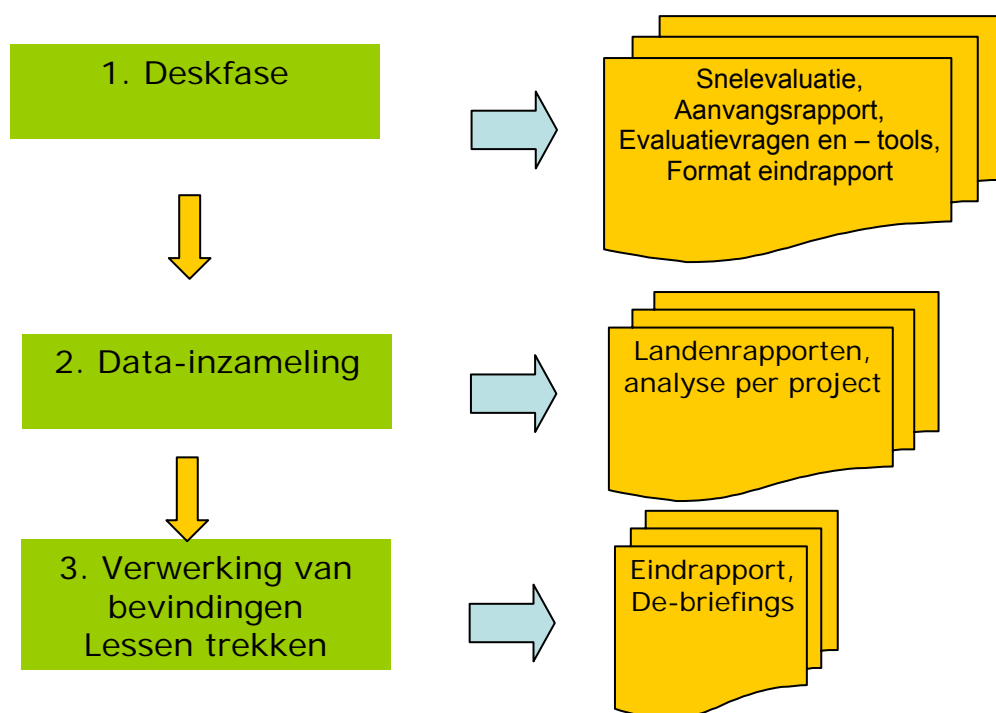 1. Deskfase
Snelevaluatie,
Aanvangsrapport,
Evaluatievragen en – tools,
Format eindrapport
2. Data-inzameling
Landenrapporten,
analyse per project
3. Verwerking van
bevindingen
Lessen trekken
Eindrapport,
De-briefings